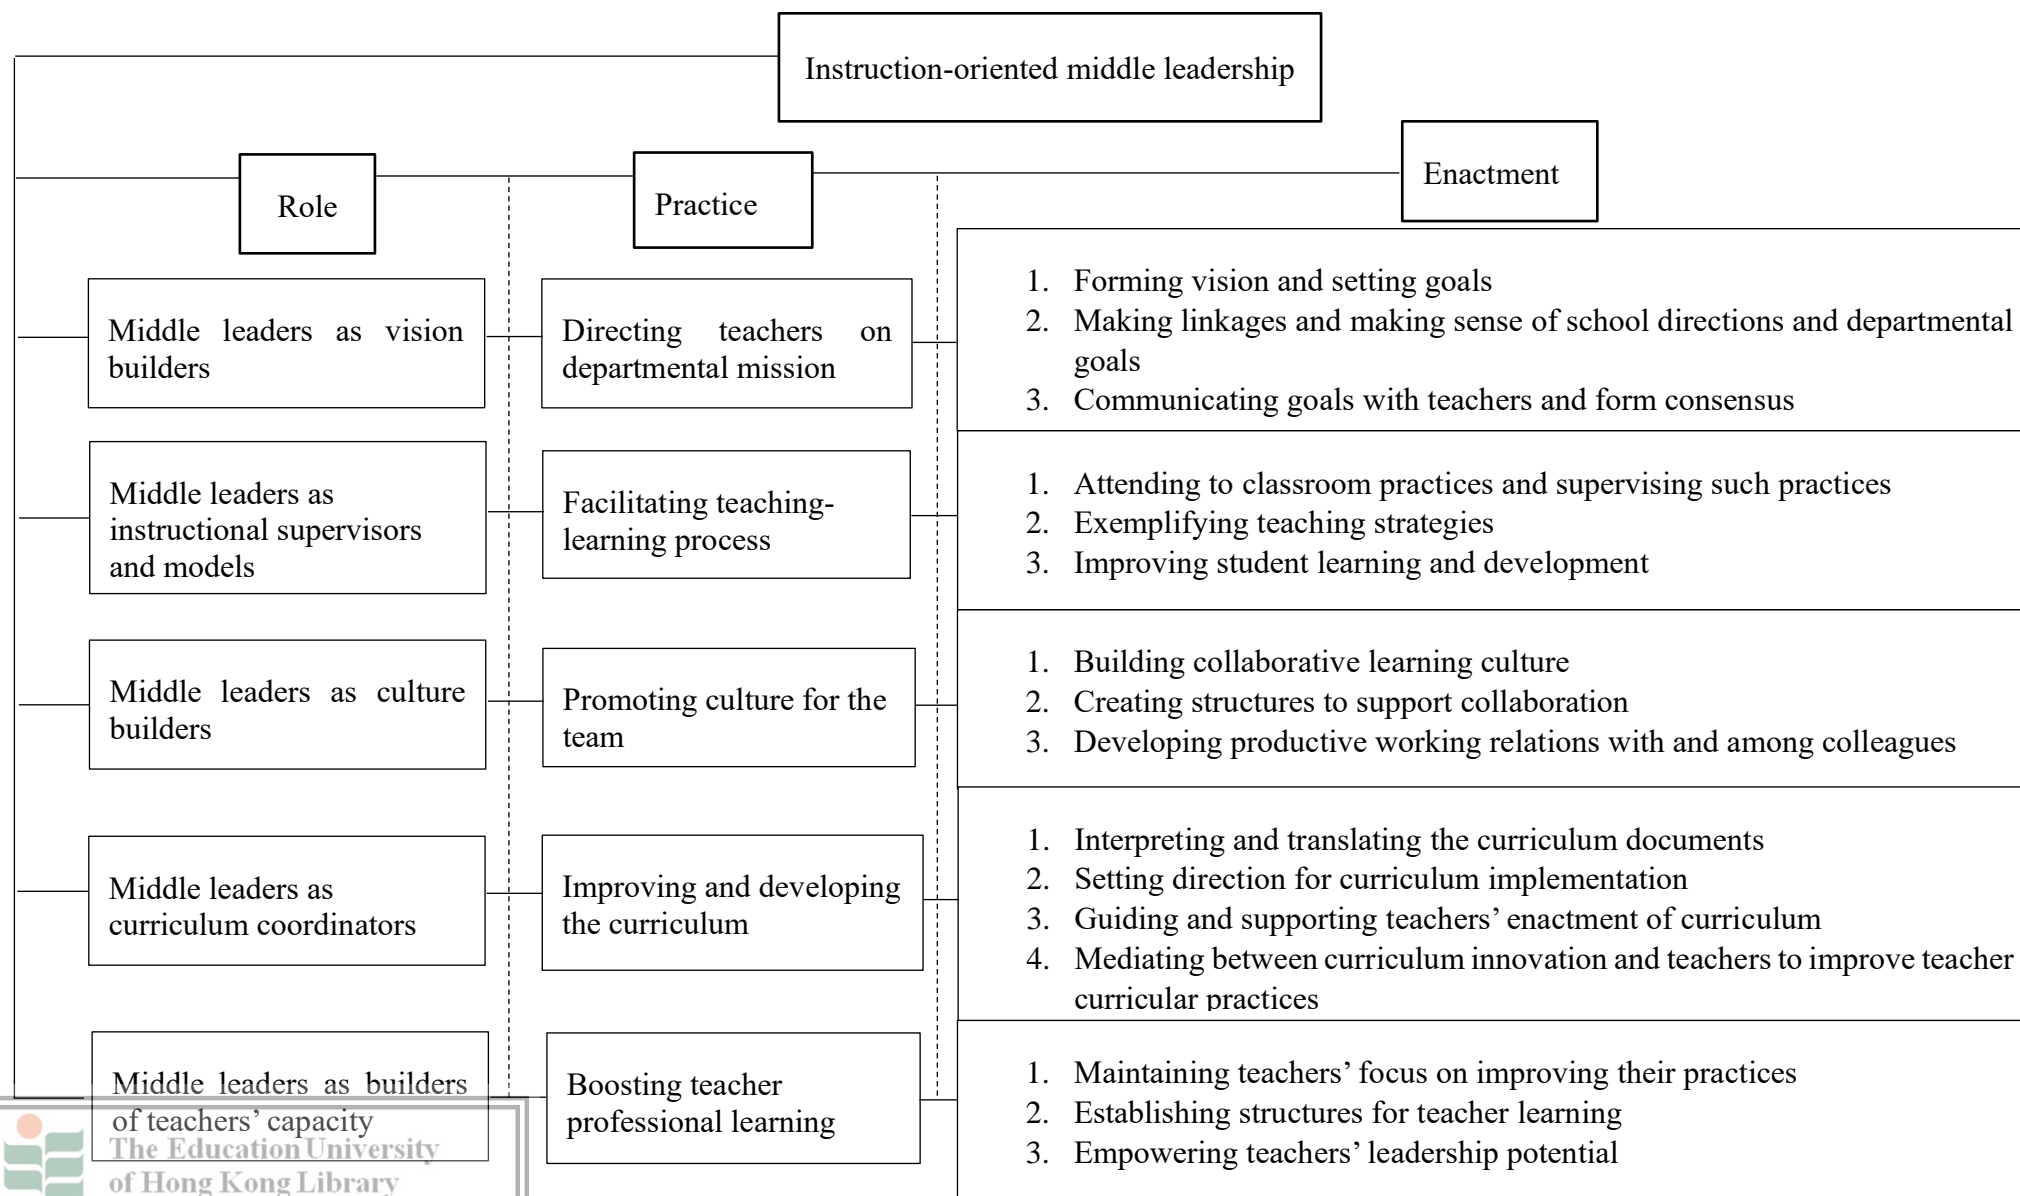 Instruction-oriented middle leadership
Role
Practice
Enactment
Middle leaders as vision
builders
Directing teachers on
departmental mission
1. Forming vision and setting goals
2. Making linkages and making sense of school directions and departmental
goals
3. Communicating goals with teachers and form consensus
Middle leaders as
instructional supervisors
and models
Facilitating teaching-
learning process
1. Attending to classroom practices and supervising such practices
2. Exemplifying teaching strategies
3. Improving student learning and development
Middle leaders as culture
builders
Promoting culture for the
team
1. Building collaborative learning culture
2. Creating structures to support collaboration
3. Developing productive working relations with and among colleagues
Middle leaders as
curriculum coordinators
Improving and developing
the curriculum
1. Interpreting and translating the curriculum documents
2. Setting direction for curriculum implementation
3. Guiding and supporting teachers’ enactment of curriculum
4. Mediating between curriculum innovation and teachers to improve teacher
curricular practices
Middle leaders as builders
of teachers’ capacity
Boosting teacher
professional learning
1. Maintaining teachers’ focus on improving their practices
2. Establishing structures for teacher learning
3. Empowering teachers’ leadership potential
The Education University
of Hong Kong Library